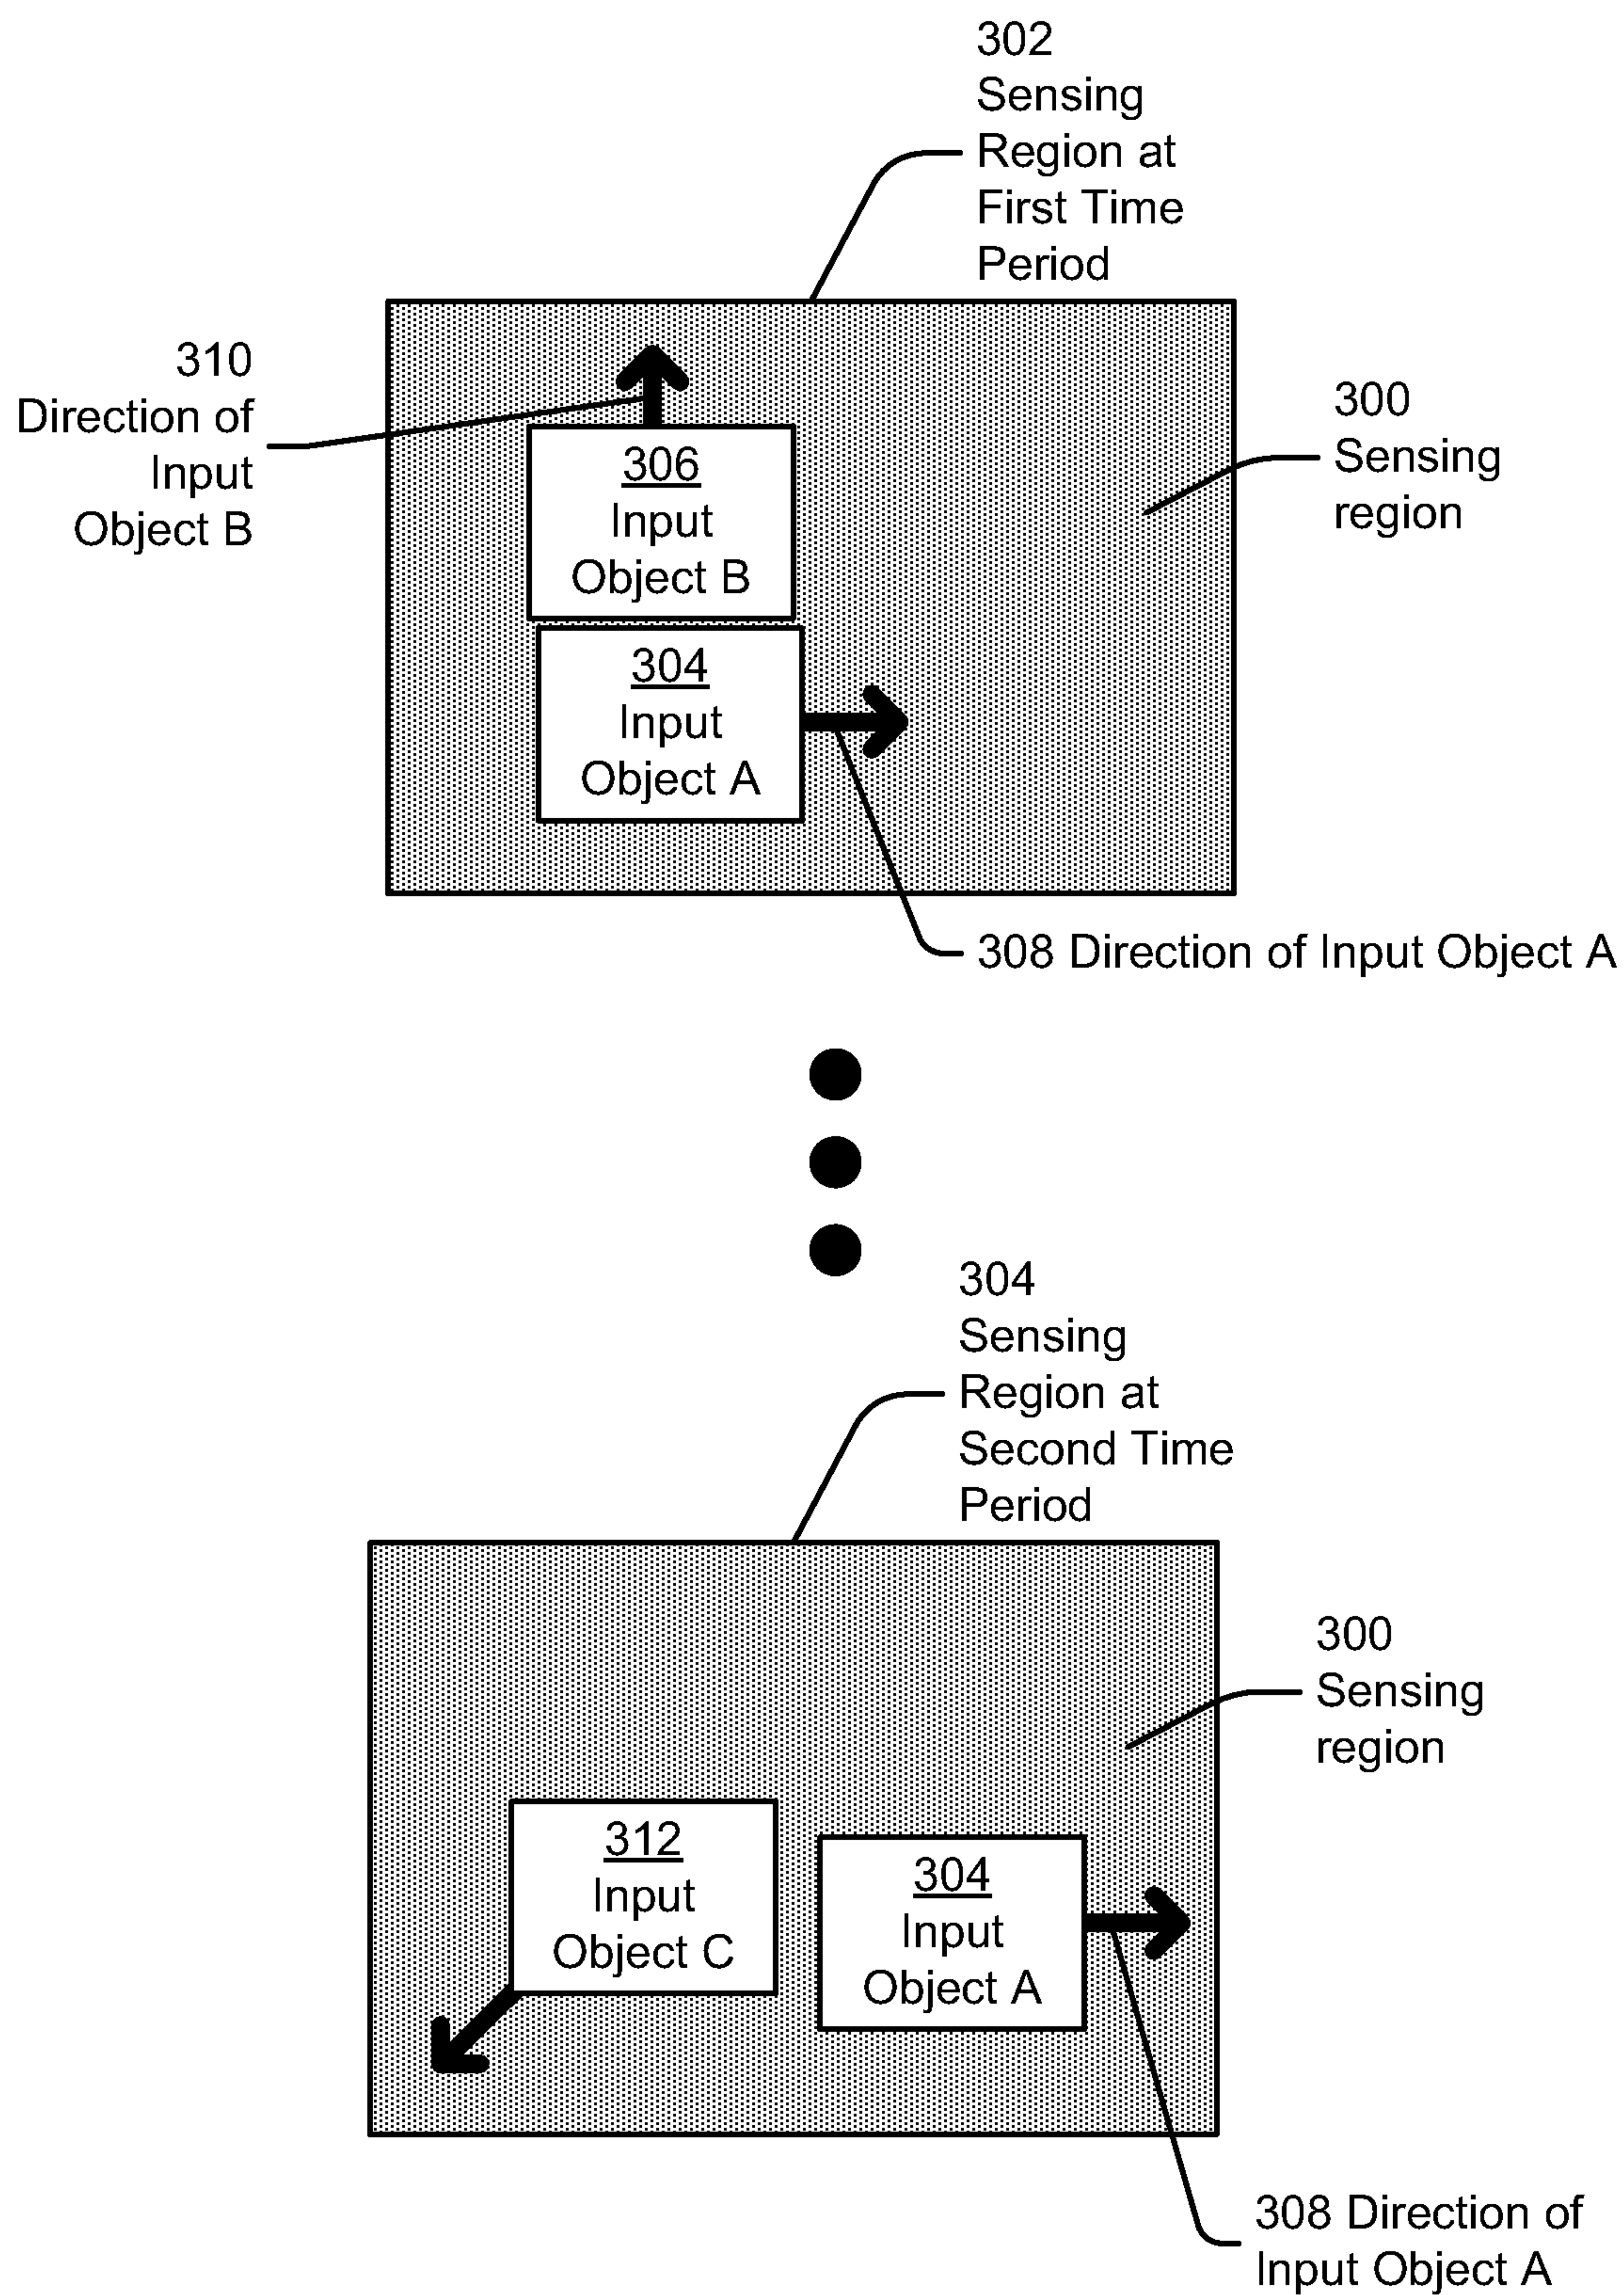 302
Sensing
Region at
First Time
Period
310
Direction of
Input
Object B
300
Sensing
region
306
Input
Object B
304
Input
Object A
308 Direction of Input Object A
304
Sensing
Region at
Second Time
Period
300
Sensing
region
312
Input
Object C
304
Input
Object A
308 Direction of
Input Object A